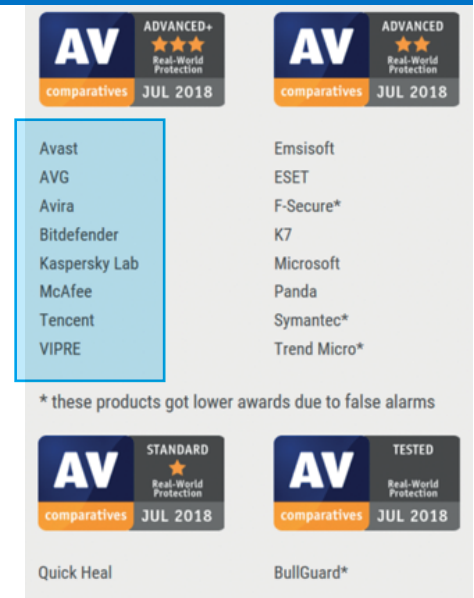 AV
ADVANCED+
Real-World
Protection
comparatives JUL 2018
AV
ADVANCED
Real-World
Protection
comparatives JUL 2018
Avast
AVG
Avira
Bitdefender
Kaspersky Lab
McAfee
Tencent
VIPRE
Emsisoft
ESET
F-Secure*
K7
Microsoft
Panda
Symantec*
Trend Micro*
* these products got lower awards due to false alarms
AV
STANDARD
Real-World
Protection
comparatives JUL 2018
AV
TESTED
Real-World
Protection
comparatives JUL 2018
Quick Heal
BullGuard*